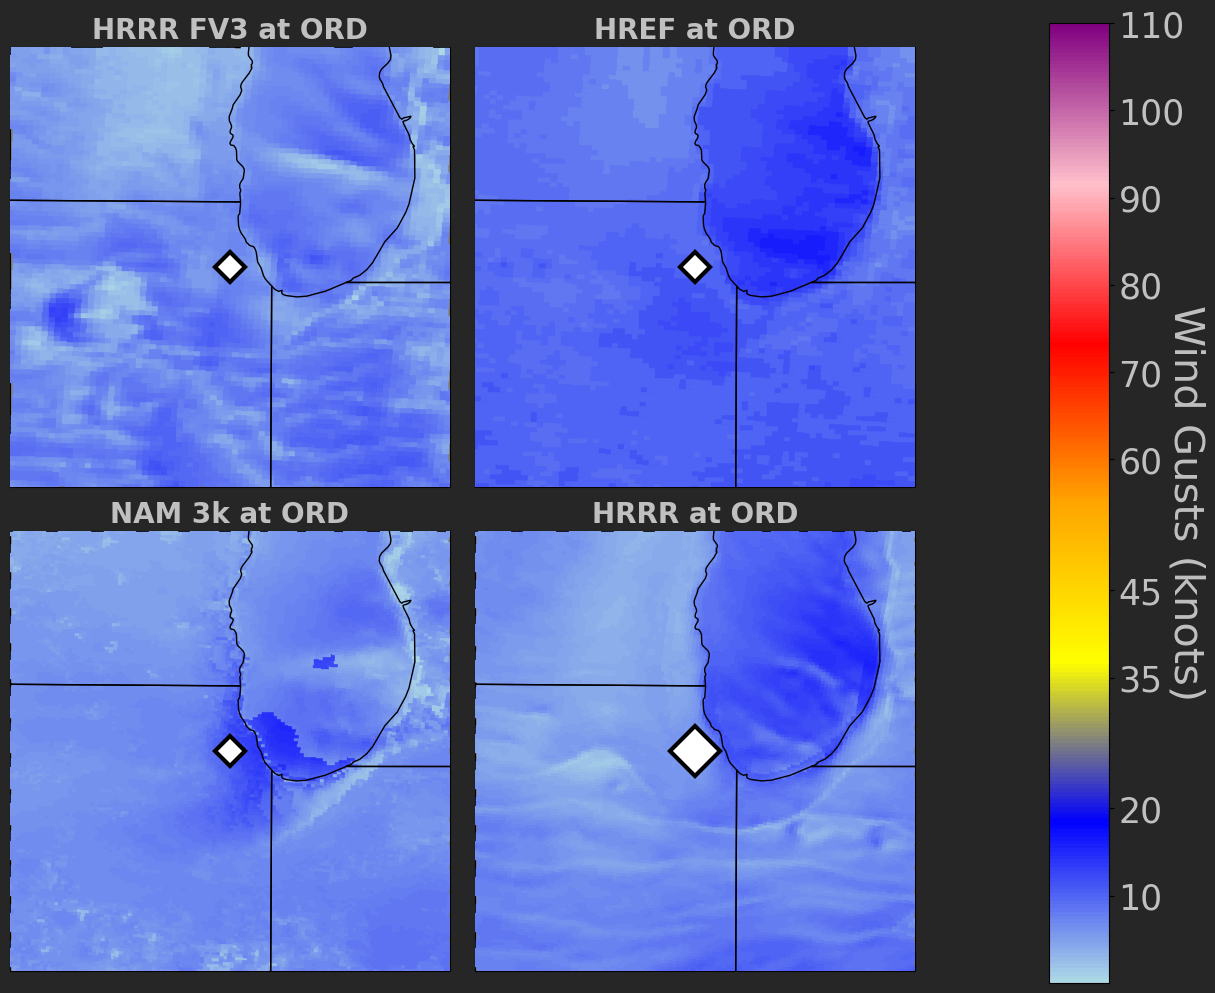 HRRR FV3 at ORD
HREF at ORD
NAM 3k at ORD
HRRR at ORD
110
100
90
80
70
60
45
35
20
10
Wind Gusts (knots)